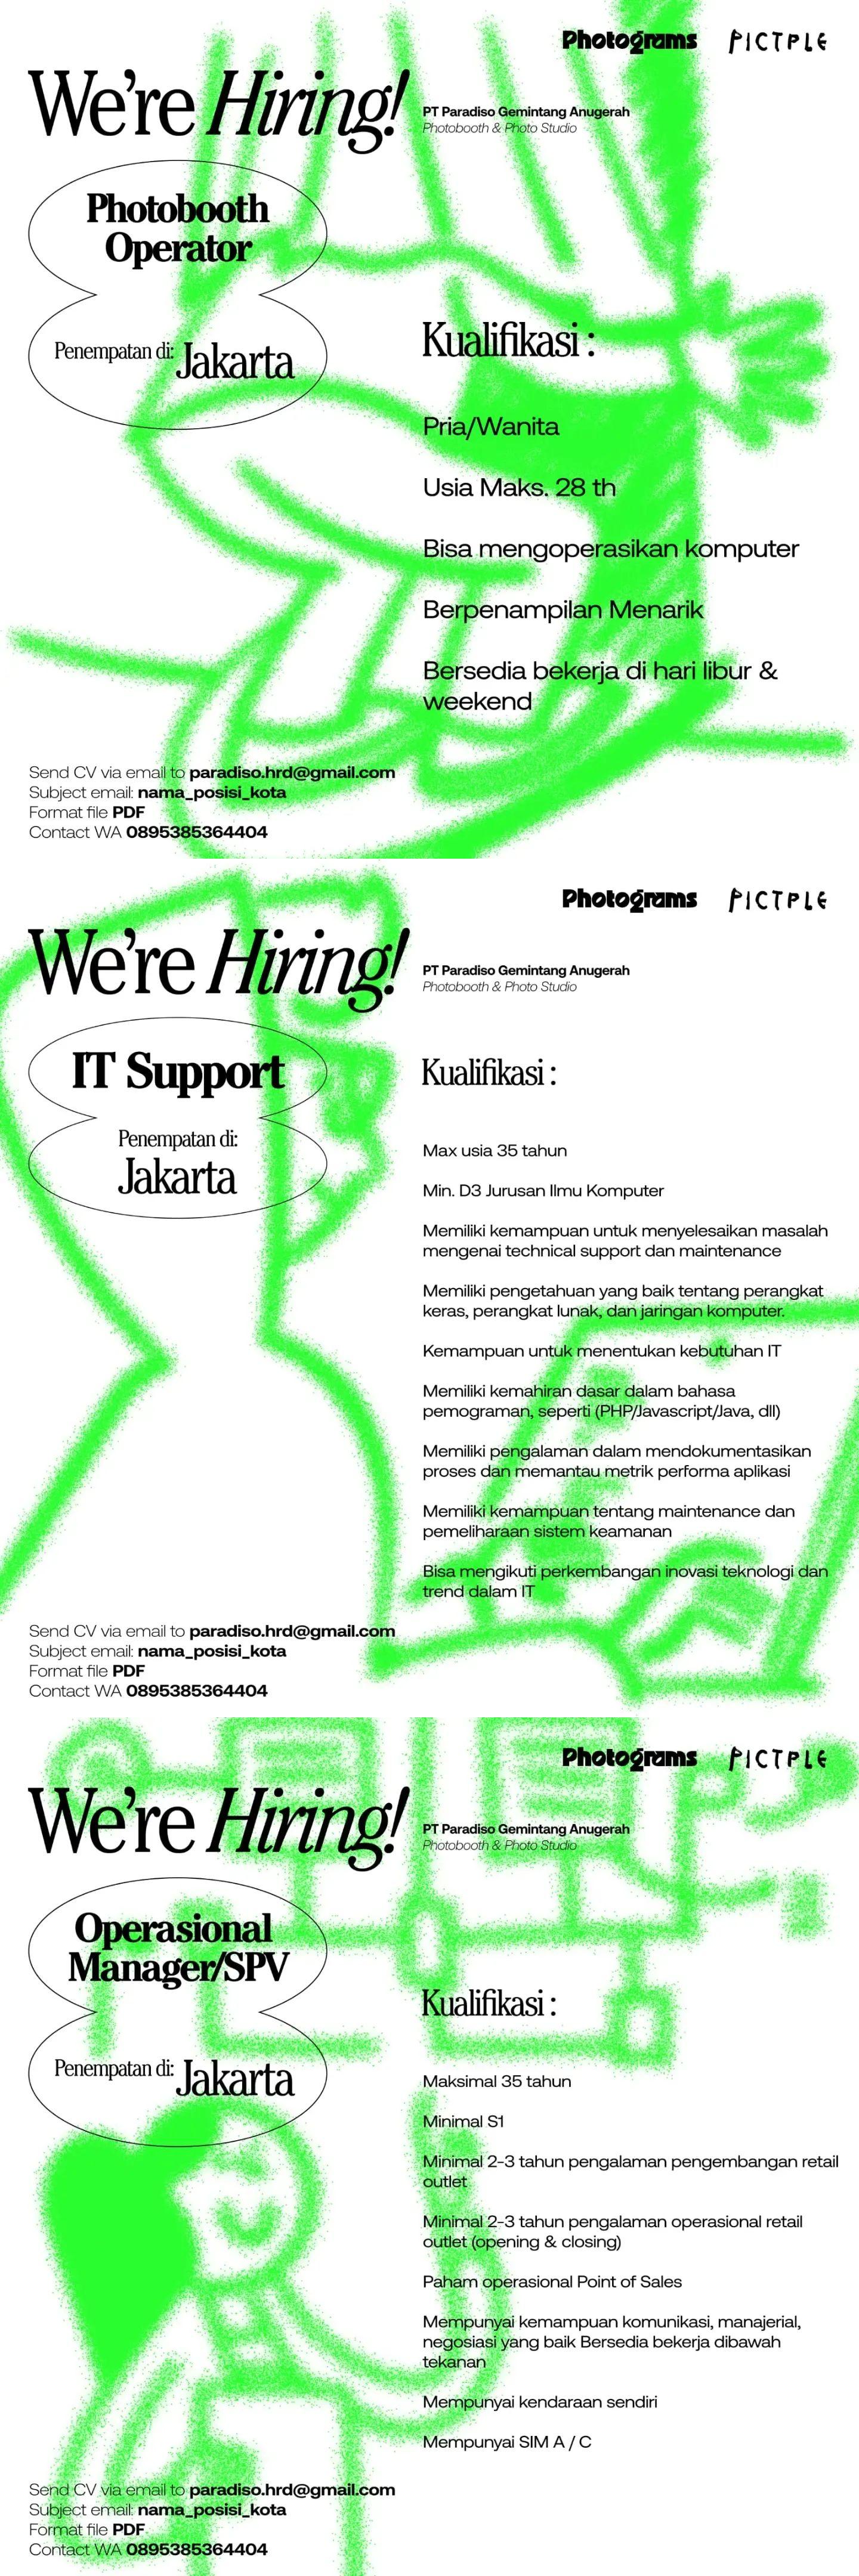 Photograms PICTPLE
We're Hiring!
PT Paradiso Gemintang Anugerah
Photobooth & Photo Studio
Photobooth
Operator
Penempatan di: Jakarta
Kualifikasi :
Pria/Wanita
Usia Maks. 28 th
Bisa mengoperasikan komputer
Berpenampilan Menarik
Bersedia bekerja di hari libur &
weekend
Send CV via email to paradiso.hrd@gmail.com
Subject email: nama_posisi_kota
Format file PDF
Contact WA 0895385364404
Photograms PICTPLE
We're Hiring!
PT Paradiso Gemintang Anugerah
Photobooth & Photo Studio
IT Support
Penempatan di:
Jakarta
Kualifikasi :
Max usia 35 tahun
Min. D3 Jurusan Ilmu Komputer
Memiliki kemampuan untuk menyelesaikan masalah
mengenai technical support dan maintenance
Memiliki pengetahuan yang baik tentang perangkat
keras, perangkat lunak, dan jaringan komputer.
Kemampuan untuk menentukan kebutuhan IT
Memiliki kemahiran dasar dalam bahasa
pemograman, seperti (PHP/Javascript/Java, dll)
Memiliki pengalaman dalam mendokumentasikan
proses dan memantau metrik performa aplikasi
Memiliki kemampuan tentang maintenance dan
pemeliharaan sistem keamanan
Bisa mengikuti perkembangan inovasi teknologi dan
trend dalam IT
Send CV via email to paradiso.hrd@gmail.com
Subject email: nama_posisi_kota
Format file PDF
Contact WA 0895385364404
Photograms PICTPLE
We're Hiring!
PT Paradiso Gemintang Anugerah
Photobooth & Photo Studio
Operasional
Manager/SPV
Penempatan di: Jakarta
Kualifikasi :
Maksimal 35 tahun
Minimal S1
Minimal 2-3 tahun pengalaman pengembangan retail
outlet
Minimal 2-3 tahun pengalaman operasional retail
outlet (opening & closing)
Paham operasional Point of Sales
Mempunyai kemampuan komunikasi, manajerial,
negosiasi yang baik Bersedia bekerja dibawah
tekanan
Mempunyai kendaraan sendiri
Mempunyai SIM A / C
Send CV via email to paradiso.hrd@gmail.com
Subject email: nama_posisi_kota
Format file PDF
Contact WA 0895385364404